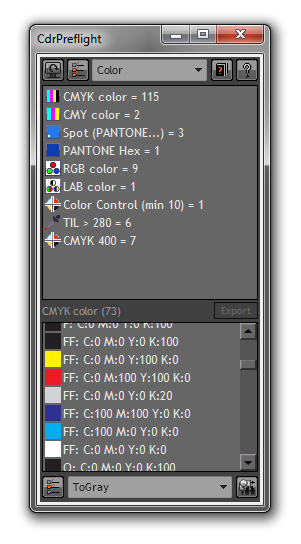 CdrPreflight
Color
CMYK color = 115
CMY color = 2
Spot (PANTONE...) = 3
PANTONE Hex = 1
RGB color = 9
LAB color = 1
Color Control (min 10) = 1
TIL > 280 = 6
CMYK 400 = 7
CMYK color (73)
Export
F: C:0 M:0 Y:0 K:100
FF: C:0 M:0 Y:0 K:100
FF: C:0 M:0 Y:100 K:0
FF: C:0 M:100 Y:100 K:0
FF: C:0 M:0 Y:0 K:20
FF: C:100 M:100 Y:0 K:0
FF: C:100 M:0 Y:0 K:0
FF: C:0 M:0 Y:0 K:0
O: C:0 M:0 Y:0 K:100
ToGray